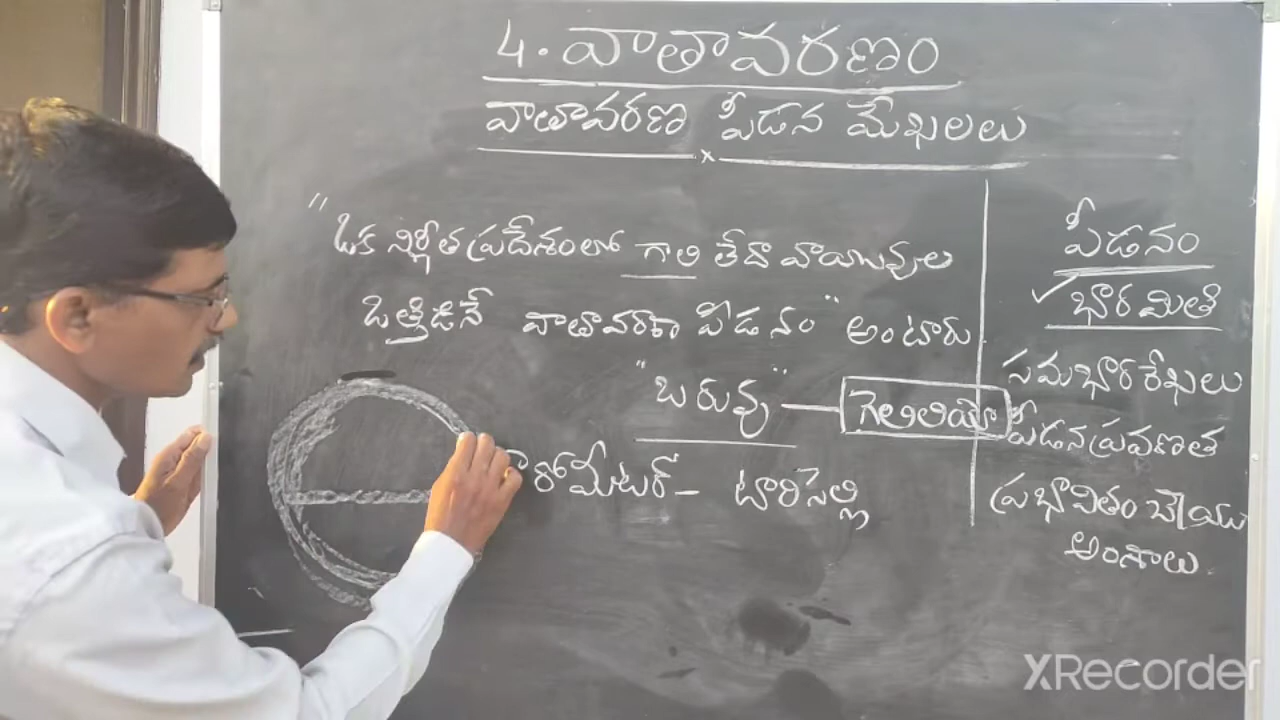 4. వాతావరణం
వాతావరణ పీడన మేఖలలు
x
"ఒక నిర్ణీత ప్రదేశంలో గాలి లేదా వాయువుల
ఒత్తిడినే వాతావరణ పీడనం" అంటారు
"బరువు" — గెలిలియో
రోమీటర్ – టారిసెల్లి
పీడనం
✓ భారమితి
సమభార రేఖలు
పీడన ప్రవణత
ప్రభావితం చేయు
అంశాలు
XRecorder